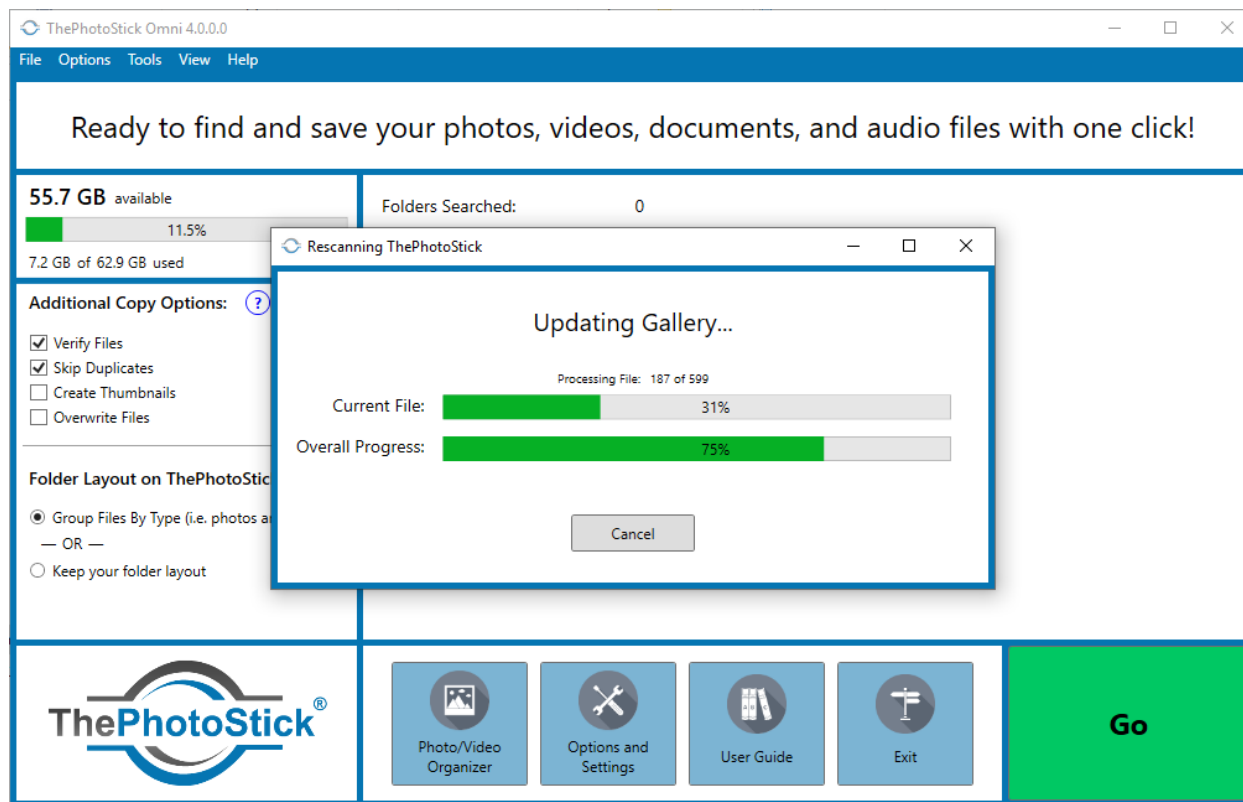 ThePhotoStick Omni 4.0.0.0
File Options Tools View Help
Ready to find and save your photos, videos, documents, and audio files with one click!
55.7 GB available
11.5%
7.2 GB of 62.9 GB used
Folders Searched: 0
Additional Copy Options: ?
Verify Files
Skip Duplicates
Create Thumbnails
Overwrite Files
Folder Layout on ThePhotoStic
Group Files By Type (i.e. photos a
— OR —
Keep your folder layout
Rescanning ThePhotoStick
Updating Gallery...
Processing File: 187 of 599
Current File: 31%
Overall Progress: 75%
Cancel
ThePhotoStick®
Photo/Video
Organizer
Options and
Settings
User Guide
Exit
Go